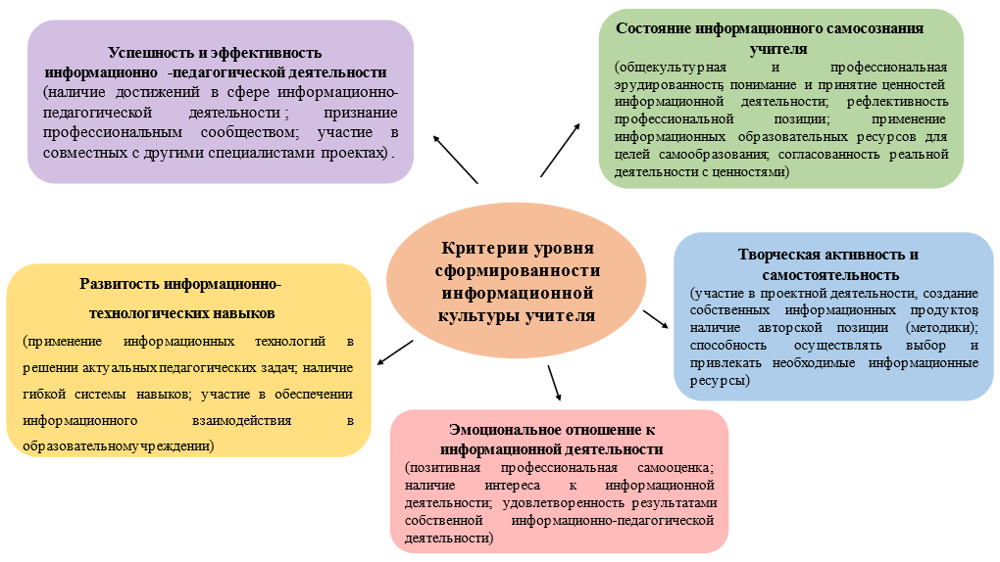 Успешность и эффективность
информационно -педагогической деятельности
(наличие достижений в сфере информационно-
педагогической деятельности ; признание
профессиональным сообществом; участие в
совместных с другими специалистами проектах) .
Состояние информационного самосознания
учителя
(общекультурная и профессиональная
эрудированность, понимание и принятие ценностей
информационной деятельности; рефлективность
профессиональной позиции; применение
информационных образовательных ресурсов для
целей самообразования; согласованность реальной
деятельности с ценностями)
Критерии уровня
сформированности
информационной
культуры учителя
Развитость информационно-
технологических навыков
(применение информационных технологий в
решении актуальных педагогических задач; наличие
гибкой системы навыков; участие в обеспечении
информационного взаимодействия в
образовательном учреждении)
Творческая активность и
самостоятельность
(участие в проектной деятельности, создание
собственных информационных продуктов,
наличие авторской позиции (методики);
способность осуществлять выбор и
привлекать необходимые информационные
ресурсы)
Эмоциональное отношение к
информационной деятельности
(позитивная профессиональная самооценка;
наличие интереса к информационной
деятельности; удовлетворенность результатами
собственной информационно-педагогической
деятельности)